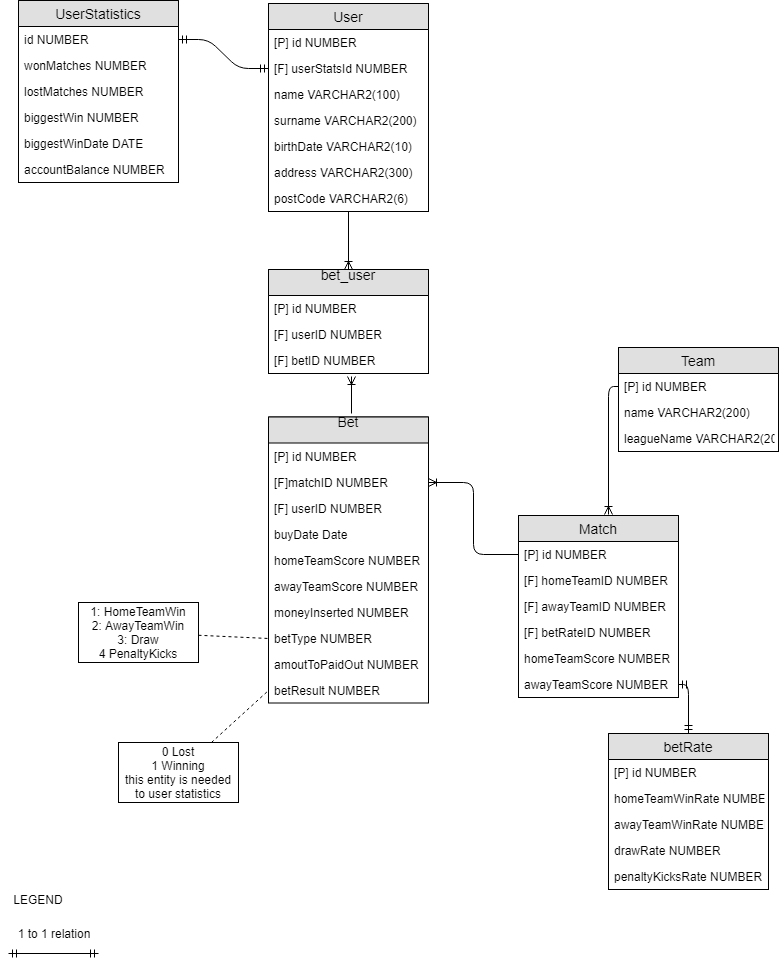 UserStatistics
id NUMBER
wonMatches NUMBER
lostMatches NUMBER
biggestWin NUMBER
biggestWinDate DATE
accountBalance NUMBER
User
[P] id NUMBER
[F] userStatsId NUMBER
name VARCHAR2(100)
surname VARCHAR2(200)
birthDate VARCHAR2(10)
address VARCHAR2(300)
postCode VARCHAR2(6)
bet_user
[P] id NUMBER
[F] userID NUMBER
[F] betID NUMBER
Team
[P] id NUMBER
name VARCHAR2(200)
leagueName VARCHAR2(20
Bet
[P] id NUMBER
[F]matchID NUMBER
[F] userID NUMBER
buyDate Date
homeTeamScore NUMBER
awayTeamScore NUMBER
moneyInserted NUMBER
betType NUMBER
amoutToPaidOut NUMBER
betResult NUMBER
Match
[P] id NUMBER
[F] homeTeamID NUMBER
[F] awayTeamID NUMBER
[F] betRateID NUMBER
homeTeamScore NUMBER
awayTeamScore NUMBER
1: HomeTeamWin
2: AwayTeamWin
3: Draw
4 PenaltyKicks
0 Lost
1 Winning
this entity is needed
to user statistics
betRate
[P] id NUMBER
homeTeamWinRate NUMBE
awayTeamWinRate NUMBE
drawRate NUMBER
penaltyKicksRate NUMBER
LEGEND
1 to 1 relation